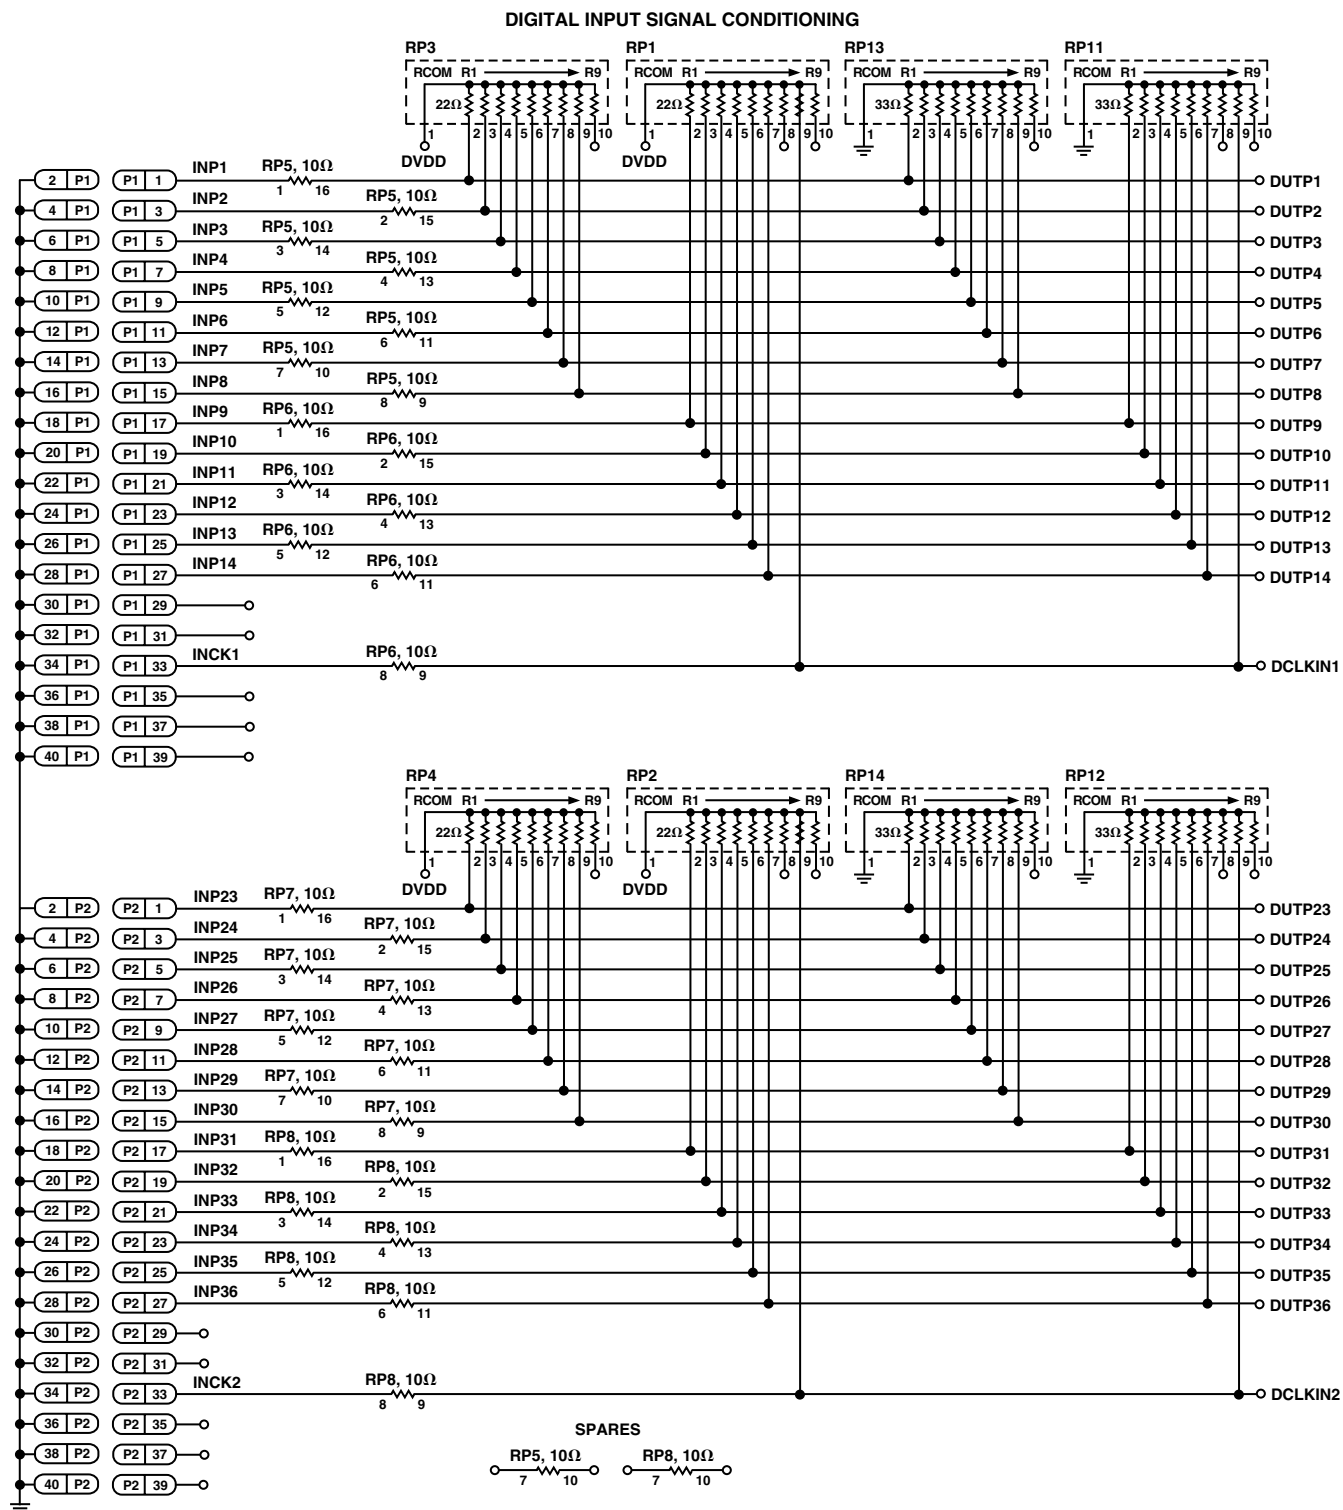 DIGITAL INPUT SIGNAL CONDITIONING
RP3 RP1 RP13 RP11
RCOM R1 R9 RCOM R1 R9 RCOM R1 R9 RCOM R1 R9
22Ω 22Ω 33Ω 33Ω
1 2 3 4 5 6 7 8 9 10 1 2 3 4 5 6 7 8 9 10 1 2 3 4 5 6 7 8 9 10 1 2 3 4 5 6 7 8 9 10
DVDD DVDD
2 P1 P1 1 INP1 RP5, 10Ω 1 16 DUTP1
4 P1 P1 3 INP2 RP5, 10Ω 2 15 DUTP2
6 P1 P1 5 INP3 RP5, 10Ω 3 14 DUTP3
8 P1 P1 7 INP4 RP5, 10Ω 4 13 DUTP4
10 P1 P1 9 INP5 RP5, 10Ω 5 12 DUTP5
12 P1 P1 11 INP6 RP5, 10Ω 6 11 DUTP6
14 P1 P1 13 INP7 RP5, 10Ω 7 10 DUTP7
16 P1 P1 15 INP8 RP5, 10Ω 8 9 DUTP8
18 P1 P1 17 INP9 RP6, 10Ω 1 16 DUTP9
20 P1 P1 19 INP10 RP6, 10Ω 2 15 DUTP10
22 P1 P1 21 INP11 RP6, 10Ω 3 14 DUTP11
24 P1 P1 23 INP12 RP6, 10Ω 4 13 DUTP12
26 P1 P1 25 INP13 RP6, 10Ω 5 12 DUTP13
28 P1 P1 27 INP14 RP6, 10Ω 6 11 DUTP14
30 P1 P1 29
32 P1 P1 31
34 P1 P1 33 INCK1 RP6, 10Ω 8 9 DCLKIN1
36 P1 P1 35
38 P1 P1 37
40 P1 P1 39
RP4 RP2 RP14 RP12
RCOM R1 R9 RCOM R1 R9 RCOM R1 R9 RCOM R1 R9
22Ω 22Ω 33Ω 33Ω
1 2 3 4 5 6 7 8 9 10 1 2 3 4 5 6 7 8 9 10 1 2 3 4 5 6 7 8 9 10 1 2 3 4 5 6 7 8 9 10
DVDD DVDD
2 P2 P2 1 INP23 RP7, 10Ω 1 16 DUTP23
4 P2 P2 3 INP24 RP7, 10Ω 2 15 DUTP24
6 P2 P2 5 INP25 RP7, 10Ω 3 14 DUTP25
8 P2 P2 7 INP26 RP7, 10Ω 4 13 DUTP26
10 P2 P2 9 INP27 RP7, 10Ω 5 12 DUTP27
12 P2 P2 11 INP28 RP7, 10Ω 6 11 DUTP28
14 P2 P2 13 INP29 RP7, 10Ω 7 10 DUTP29
16 P2 P2 15 INP30 RP7, 10Ω 8 9 DUTP30
18 P2 P2 17 INP31 RP8, 10Ω 1 16 DUTP31
20 P2 P2 19 INP32 RP8, 10Ω 2 15 DUTP32
22 P2 P2 21 INP33 RP8, 10Ω 3 14 DUTP33
24 P2 P2 23 INP34 RP8, 10Ω 4 13 DUTP34
26 P2 P2 25 INP35 RP8, 10Ω 5 12 DUTP35
28 P2 P2 27 INP36 RP8, 10Ω 6 11 DUTP36
30 P2 P2 29
32 P2 P2 31
34 P2 P2 33 INCK2 RP8, 10Ω 8 9 DCLKIN2
36 P2 P2 35
38 P2 P2 37
40 P2 P2 39
SPARES
RP5, 10Ω RP8, 10Ω
7 10 7 10